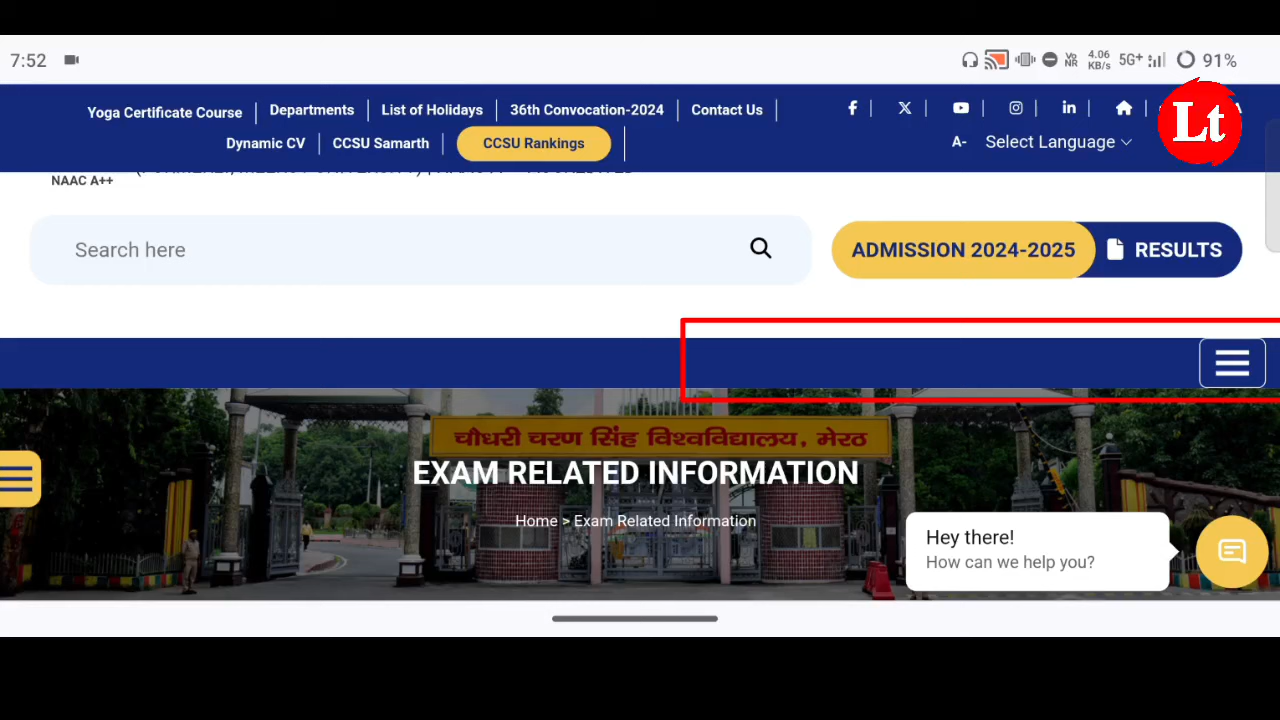 7:52
VoNR 4.06 KB/s 5G+ 91%
Yoga Certificate Course Departments List of Holidays 36th Convocation-2024 Contact Us
Dynamic CV CCSU Samarth CCSU Rankings
A- Select Language
Lt
NAAC A++
Search here
ADMISSION 2024-2025 RESULTS
चौधरी चरण सिंह विश्वविद्यालय, मेरठ
EXAM RELATED INFORMATION
Home > Exam Related Information
Hey there!
How can we help you?